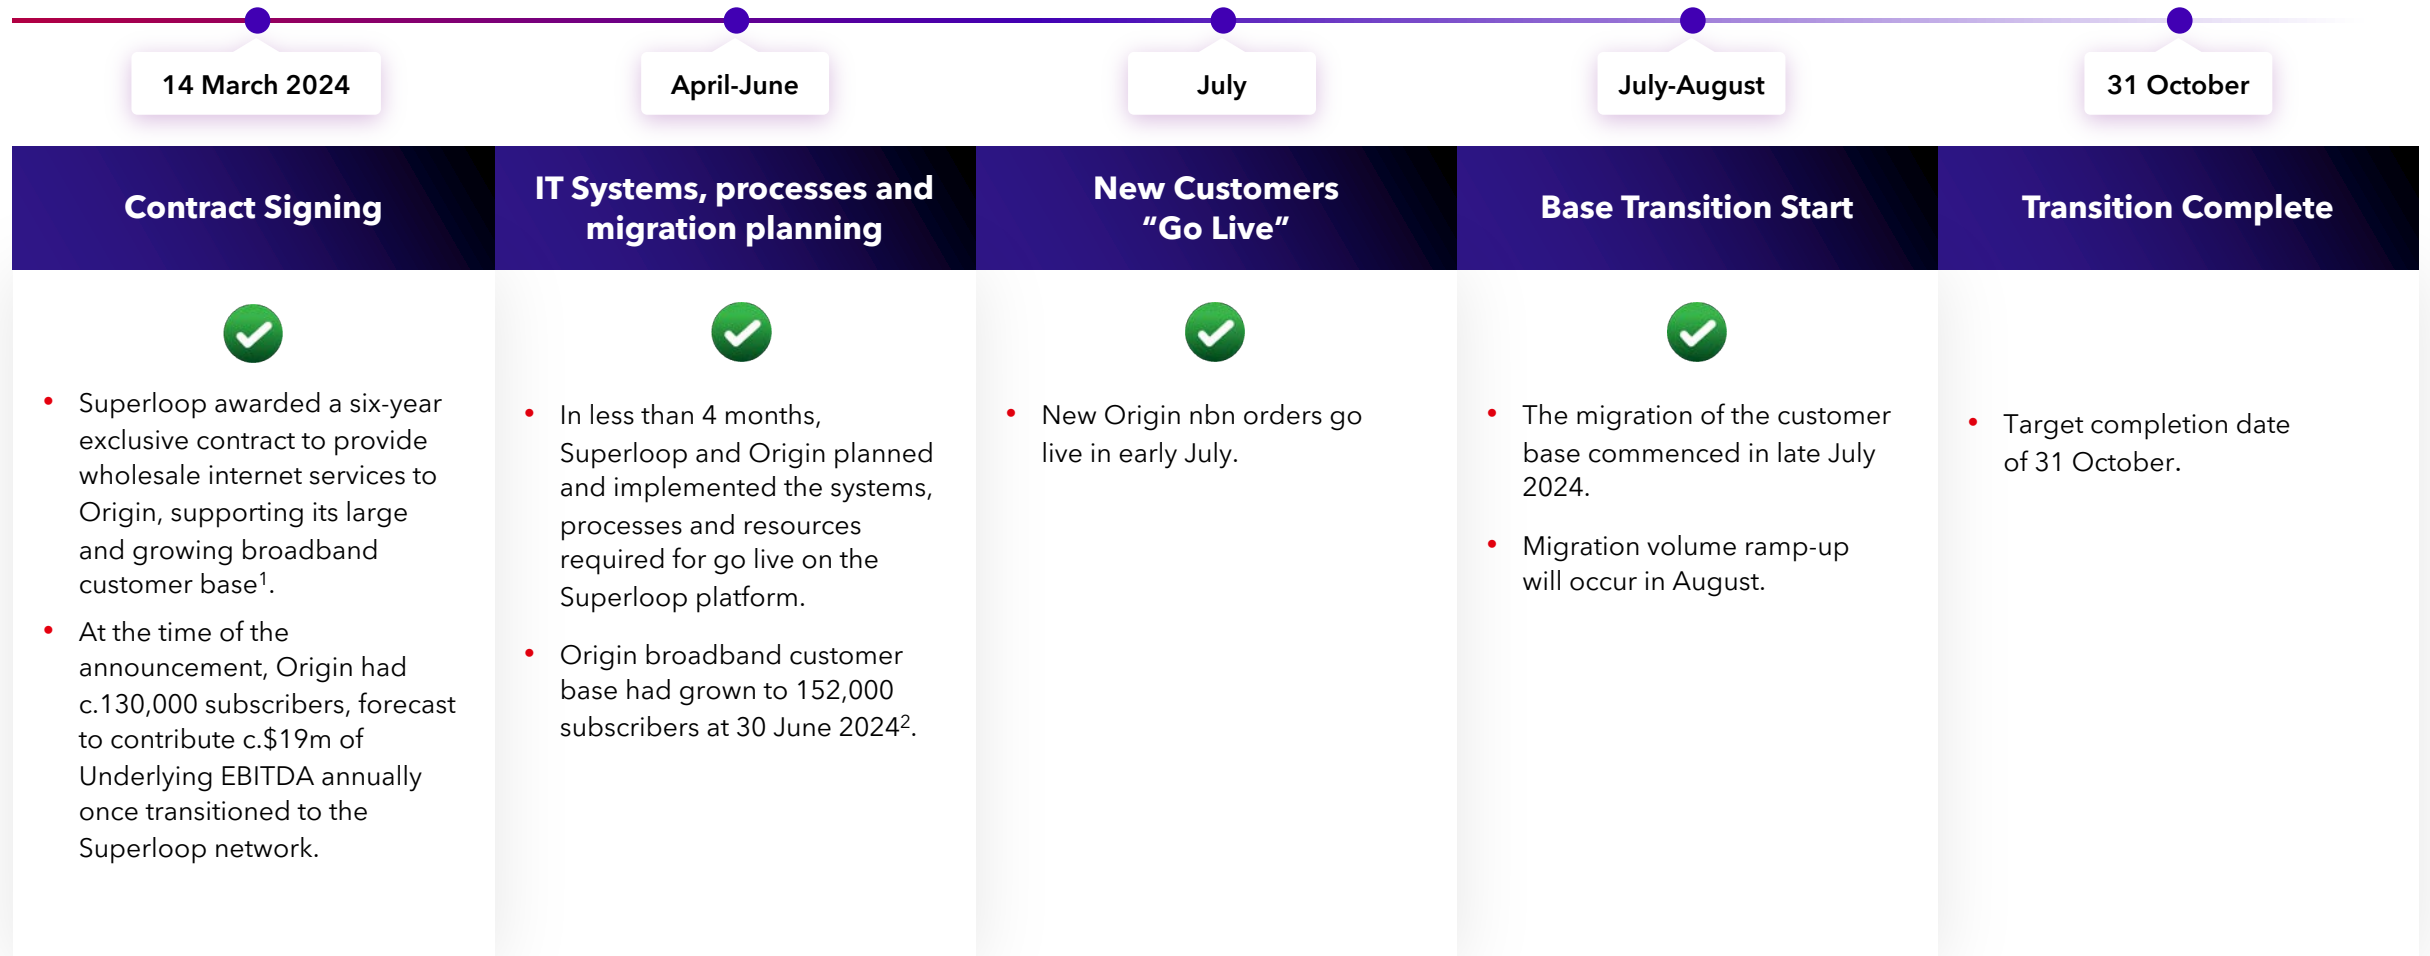 14 March 2024
April-June
July
July-August
31 October
Contract Signing
IT Systems, processes and
migration planning
New Customers
“Go Live”
Base Transition Start
Transition Complete
• Superloop awarded a six-year
exclusive contract to provide
wholesale internet services to
Origin, supporting its large
and growing broadband
customer base¹.
• At the time of the
announcement, Origin had
c.130,000 subscribers, forecast
to contribute c.$19m of
Underlying EBITDA annually
once transitioned to the
Superloop network.
• In less than 4 months,
Superloop and Origin planned
and implemented the systems,
processes and resources
required for go live on the
Superloop platform.
• Origin broadband customer
base had grown to 152,000
subscribers at 30 June 2024².
• New Origin nbn orders go
live in early July.
• The migration of the customer
base commenced in late July
2024.
• Migration volume ramp-up
will occur in August.
• Target completion date
of 31 October.